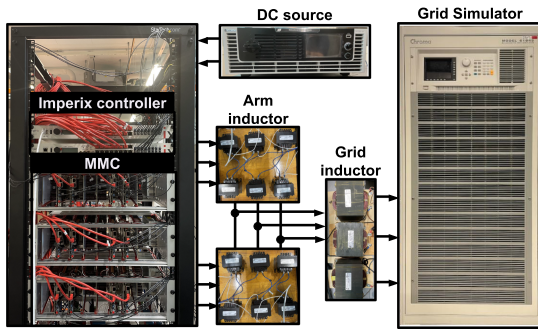 DC source
Grid Simulator
Imperix controller
Arm
inductor
MMC
Grid
inductor